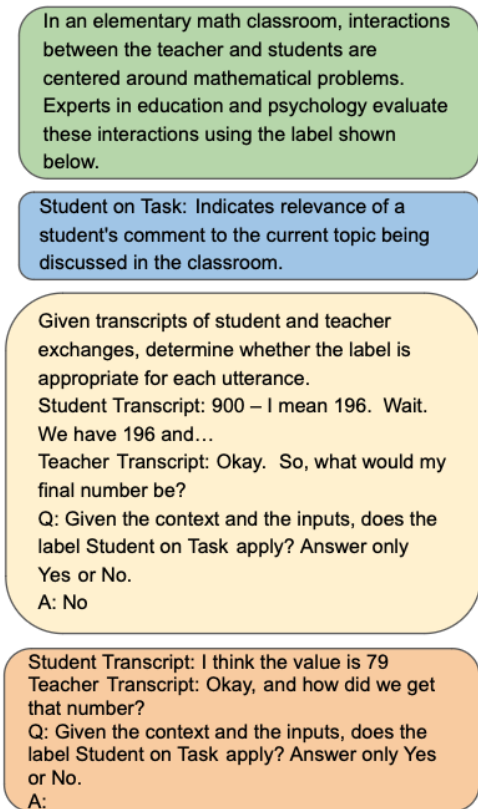 In an elementary math classroom, interactions
between the teacher and students are
centered around mathematical problems.
Experts in education and psychology evaluate
these interactions using the label shown
below.
Student on Task: Indicates relevance of a
student's comment to the current topic being
discussed in the classroom.
Given transcripts of student and teacher
exchanges, determine whether the label is
appropriate for each utterance.
Student Transcript: 900 – I mean 196.  Wait.
We have 196 and…
Teacher Transcript: Okay.  So, what would my
final number be?
Q: Given the context and the inputs, does the
label Student on Task apply? Answer only
Yes or No.
A: No
Student Transcript: I think the value is 79
Teacher Transcript: Okay, and how did we get
that number?
Q: Given the context and the inputs, does the
label Student on Task apply? Answer only Yes
or No.
A: